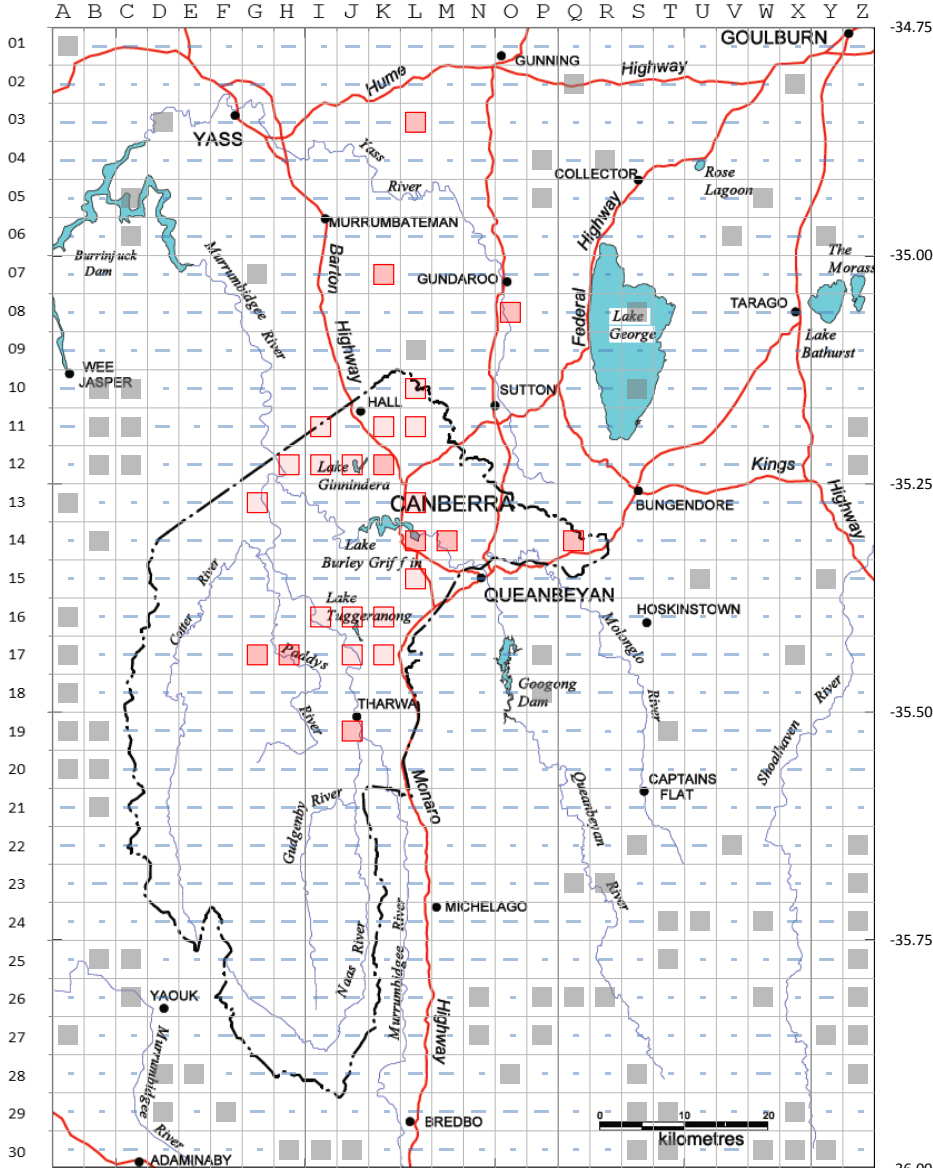 A B C D E F G H I J K L M N O P Q R S T U V W X Y Z
-34.75
01
GOULBURN
GUNNING
Hume
Highway
02
03
YASS
Yass
04
COLLECTOR
Rose
Lagoon
River
05
MURRUMBATEMAN
Highway
06
Burrinjuck
Dam
-35.00
The
Morass
Murrumbidgee
River
Barton
Highway
07
GUNDAROO
TARAGO
08
Federal
Lake
George
Lake
Bathurst
09
WEE
JASPER
10
SUTTON
HALL
11
12
Lake
Ginnindera
Kings
Highway
-35.25
13
CANBERRA
BUNGENDORE
14
Lake
Burley Griffin
15
QUEANBEYAN
Cotter
River
Lake
Tuggeranong
16
HOSKINSTOWN
Molonglo
River
17
Paddys
River
18
Googong
Dam
THARWA
-35.50
19
River
Shoalhaven
20
Monaro
CAPTAINS
FLAT
Queanbeyan
River
21
Gudgenby
River
22
23
24
MICHELAGO
-35.75
25
Naas
River
Murrumbidgee
River
26
YAOUK
27
Highway
Murrumbidgee
River
28
29
BREDBO
0 10 20
kilometres
30
ADAMINABY
-36.00